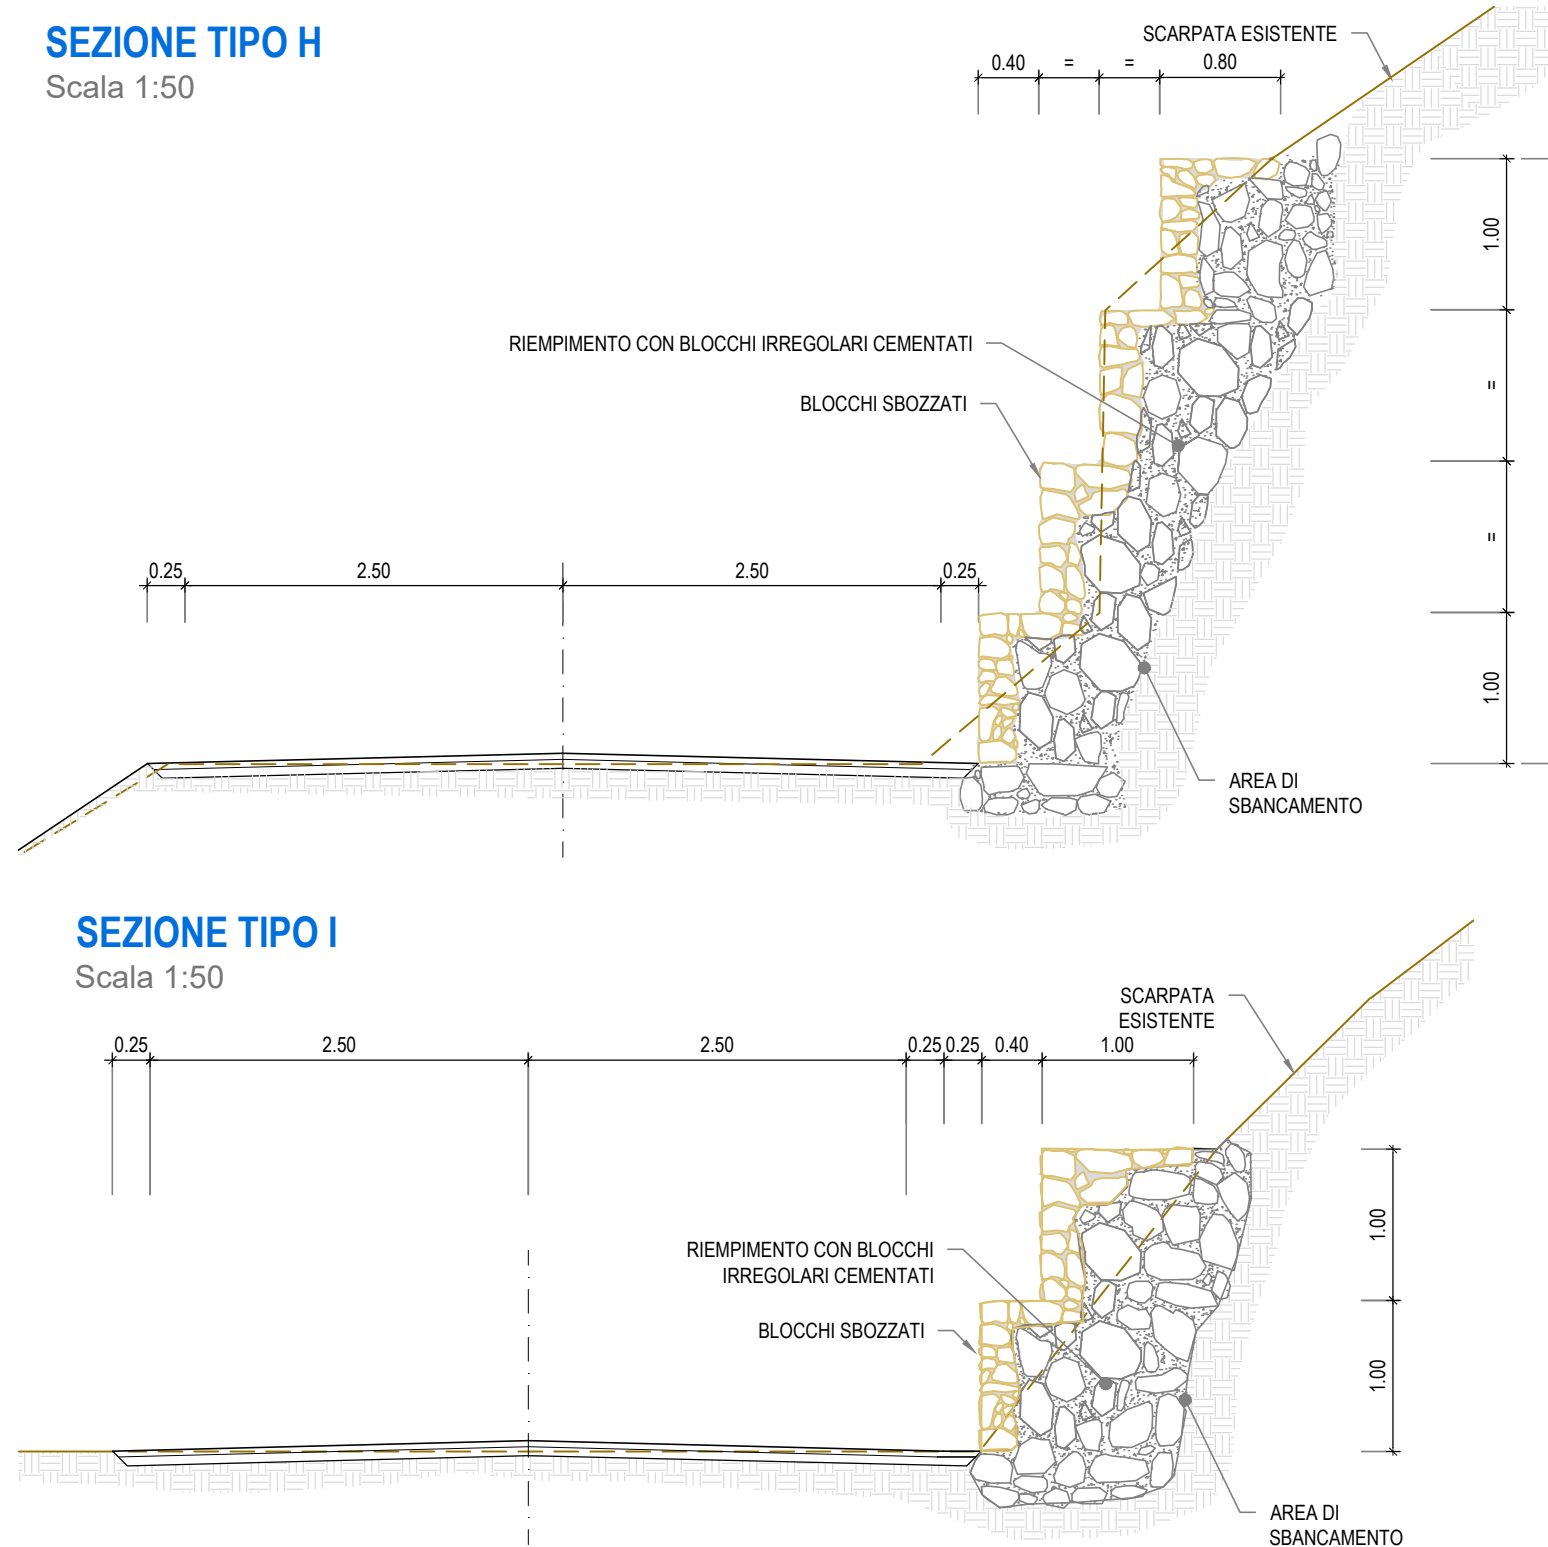 SEZIONE TIPO H
Scala 1:50
SCARPATA ESISTENTE
0.40
=
=
0.80
1.00
=
=
1.00
RIEMPIMENTO CON BLOCCHI IRREGOLARI CEMENTATI
BLOCCHI SBOZZATI
0.25
2.50
2.50
0.25
AREA DI
SBANCAMENTO
SEZIONE TIPO I
Scala 1:50
SCARPATA
ESISTENTE
0.25
2.50
2.50
0.25
0.25
0.40
1.00
1.00
1.00
RIEMPIMENTO CON BLOCCHI
IRREGOLARI CEMENTATI
BLOCCHI SBOZZATI
AREA DI
SBANCAMENTO